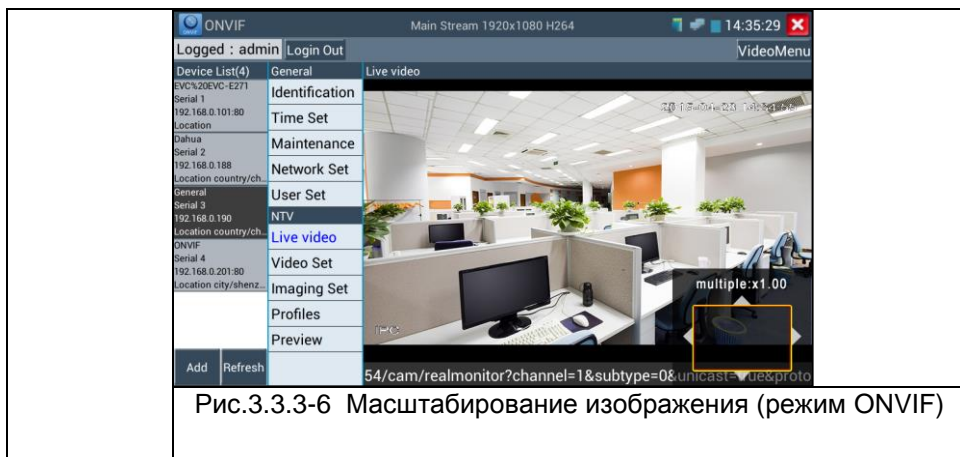 ONVIF
Main Stream 1920x1080 H264
14:35:29
Logged : admin
Login Out
VideoMenu
Device List(4)
General
Live video
EVC%20EVC-E271
Serial 1
192.168.0.101:80
Location
Dahua
Serial 2
192.168.0.188
Location country/ch...
General
Serial 3
192.168.0.190
Location country/ch...
ONVIF
Serial 4
192.168.0.201:80
Location city/shenz...
Add
Refresh
Identification
Time Set
Maintenance
Network Set
User Set
NTV
Live video
Video Set
Imaging Set
Profiles
Preview
multiple:x1.00
IPC
54/cam/realmonitor?channel=1&subtype=0&unicast=true&proto
Рис.3.3.3-6 Масштабирование изображения (режим ONVIF)